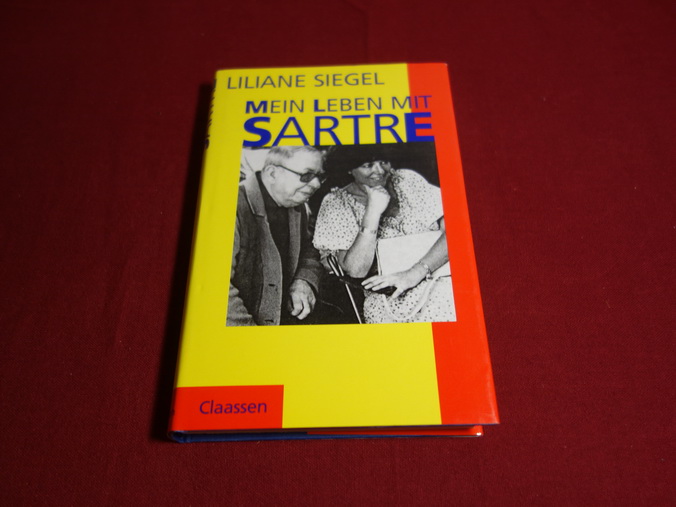 LILIANE SIEGEL
MEIN LEBEN MIT
SARTRE
Claassen